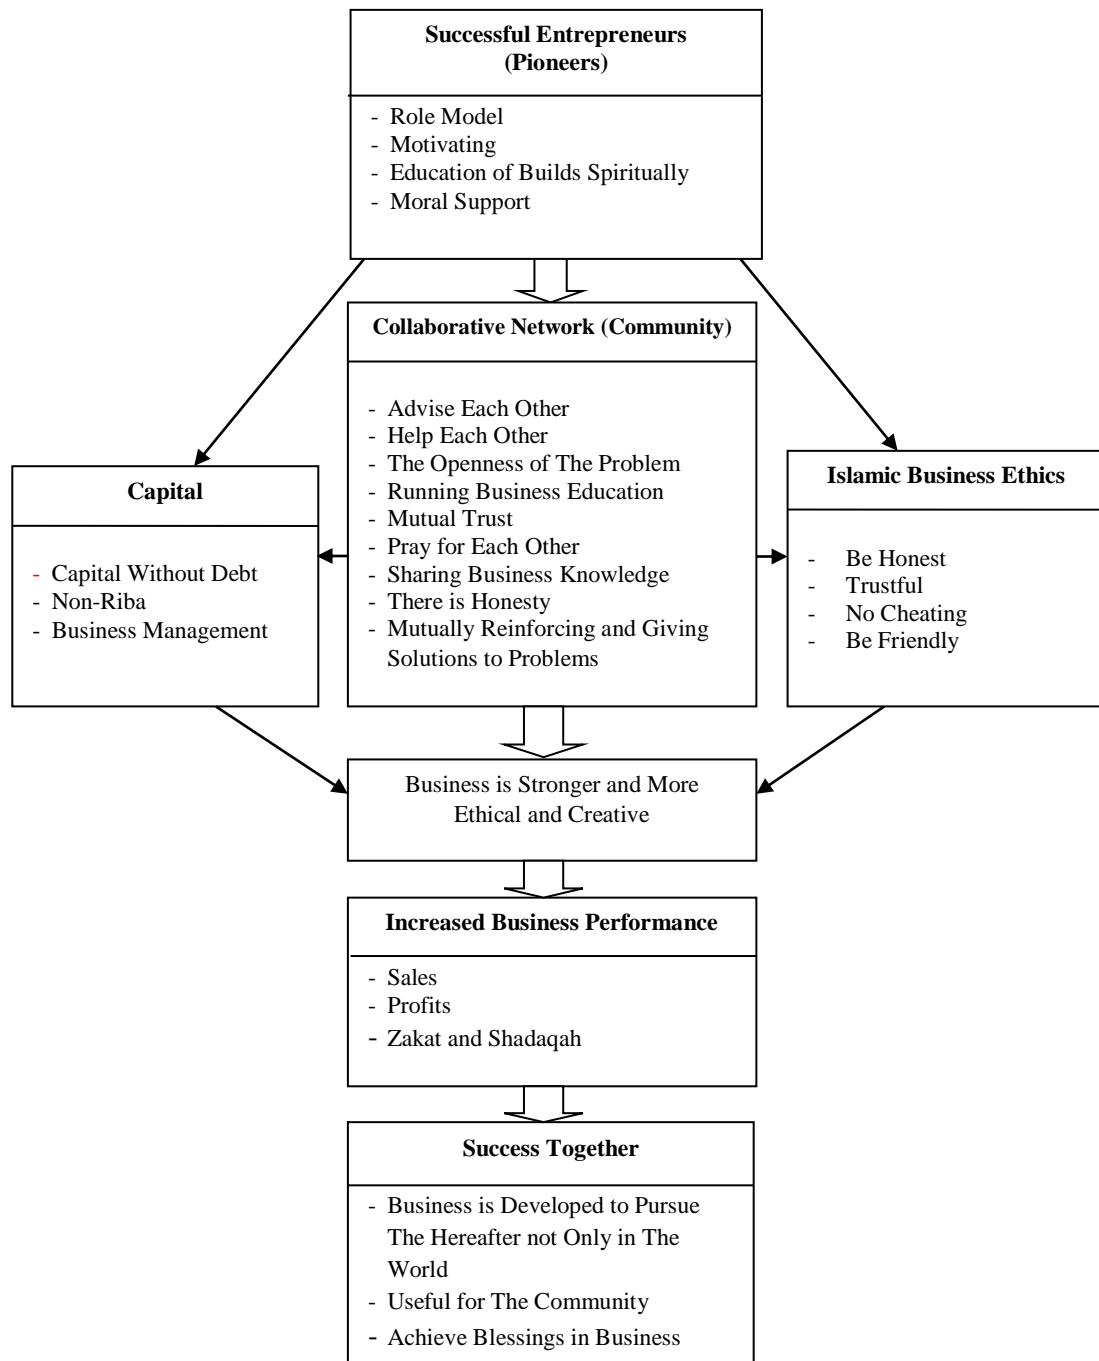 Successful Entrepreneurs
(Pioneers)
- Role Model
- Motivating
- Education of Builds Spiritually
- Moral Support
Collaborative Network (Community)
- Advise Each Other
- Help Each Other
- The Openness of The Problem
- Running Business Education
- Mutual Trust
- Pray for Each Other
- Sharing Business Knowledge
- There is Honesty
- Mutually Reinforcing and Giving
Solutions to Problems
Capital
- Capital Without Debt
- Non-Riba
- Business Management
Islamic Business Ethics
- Be Honest
- Trustful
- No Cheating
- Be Friendly
Business is Stronger and More
Ethical and Creative
Increased Business Performance
- Sales
- Profits
- Zakat and Shadaqah
Success Together
- Business is Developed to Pursue
The Hereafter not Only in The
World
- Useful for The Community
- Achieve Blessings in Business